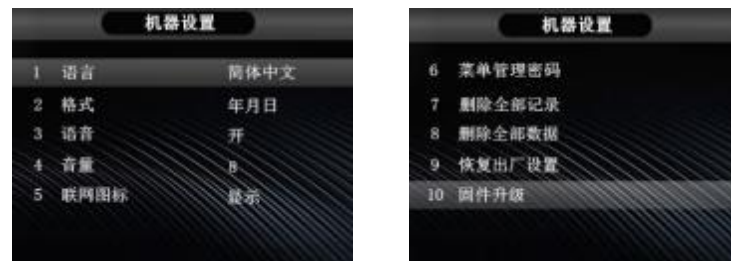 机器设置
1 语言 简体中文
2 格式 年月日
3 语音 开
4 音量 8
5 联网图标 显示
机器设置
6 菜单管理密码
7 删除全部记录
8 删除全部数据
9 恢复出厂设置
10 固件升级